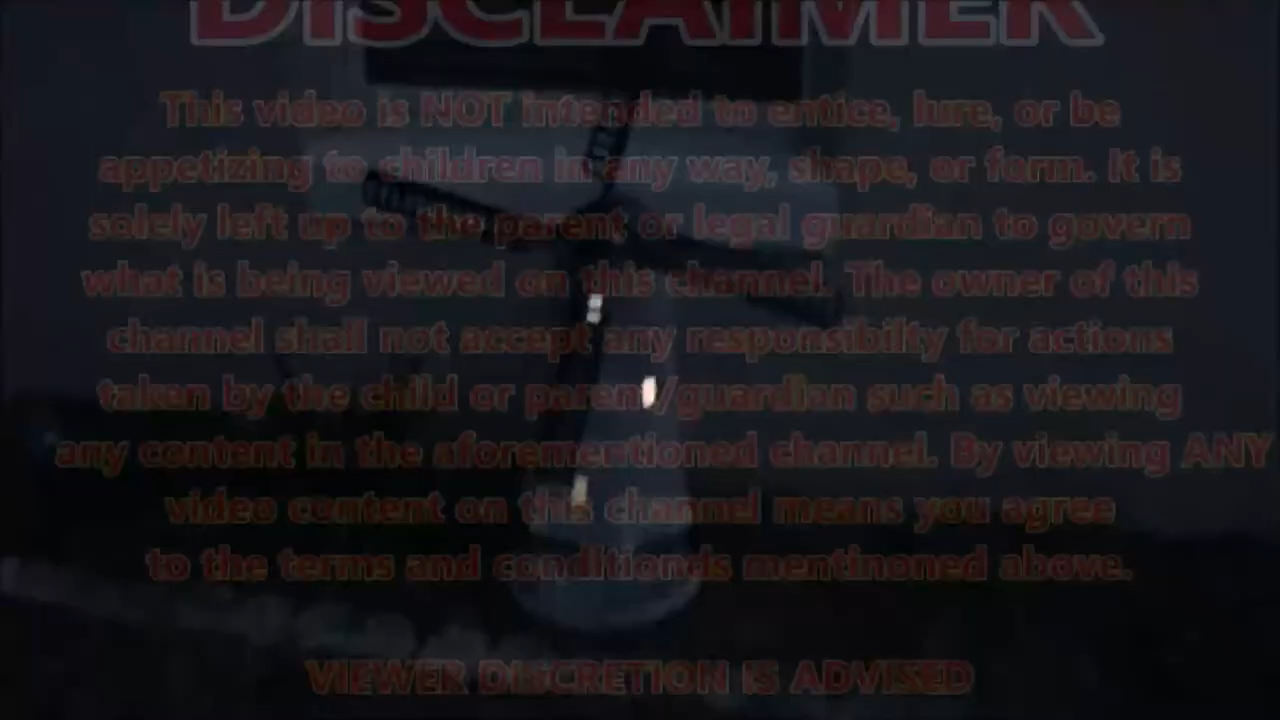 DISCLAIMER
This video is NOT intended to entice, lure, or be
appetizing to children in any way, shape, or form. It is
solely left up to the parent or legal guardian to govern
what is being viewed on this channel. The owner of this
channel shall not accept any responsibilty for actions
taken by the child or parent/guardian such as viewing
any content in the aforementioned channel. By viewing ANY
video content on this channel means you agree
to the terms and conditionds mentinoned above.
VIEWER DISCRETION IS ADVISED